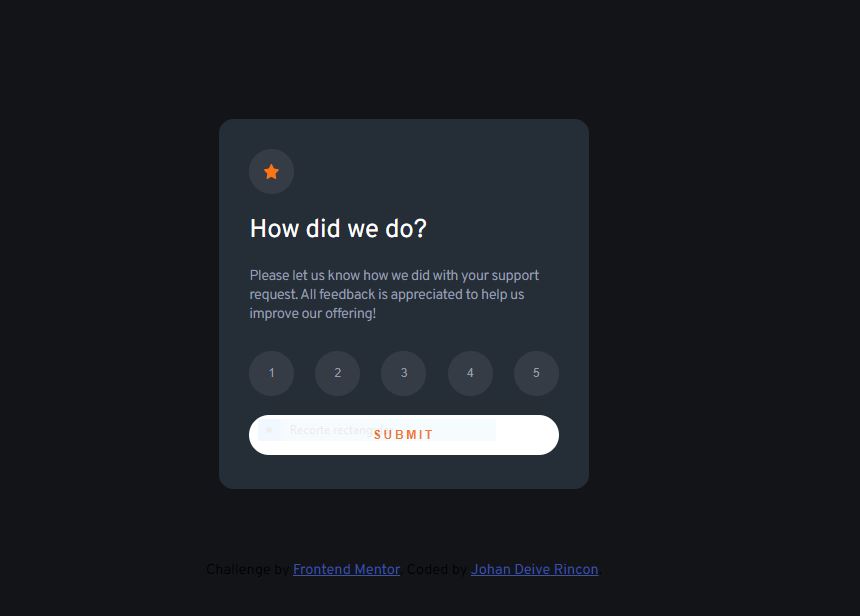 How did we do?
Please let us know how we did with your support
request. All feedback is appreciated to help us
improve our offering!
1 2 3 4 5
Recorte
SUBMIT
Challenge by Frontend Mentor. Coded by Johan Deive Rincon.